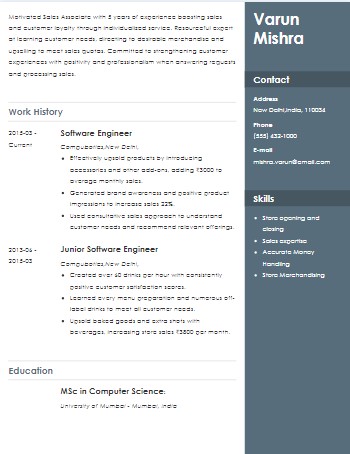 Motivated Sales Associate with 5 years of experience boosting sales
and customer loyalty through individualized service. Resourceful expert
at learning customer needs, directing to desirable merchandise and
upselling to meet sales quotas. Committed to strengthening customer
experiences with positivity and professionalism when answering requests
and processing sales.
Work History
2015-03 -
Current
Software Engineer
Compubatics,New Delhi,
• Effectively upsold products by introducing
accessories and other add-ons, adding ₹3000 to
average monthly sales.
• Generated brand awareness and positive product
impressions to increase sales 22%.
• Used consultative sales approach to understand
customer needs and recommend relevant offerings.
2013-06 -
2015-03
Junior Software Engineer
Compubatics,New Delhi,
• Created over 60 drinks per hour with consistently
positive customer satisfaction scores.
• Learned every menu preparation and numerous off-
label drinks to meet all customer needs.
• Upsold baked goods and extra shots with
beverages, increasing store sales ₹3800 per month.
Education
MSc in Computer Science:
University of Mumbai - Mumbai, India
Varun
Mishra
Contact
Address
New Delhi,India, 110034
Phone
(555) 432-1000
E-mail
mishra.varun@gmail.com
Skills
• Store opening and
closing
• Sales expertise
• Accurate Money
Handling
• Store Merchandising